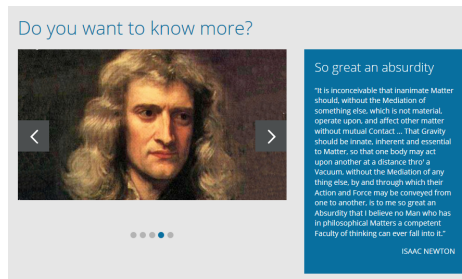 Do you want to know more?
So great an absurdity
"It is inconceivable that inanimate Matter
should, without the Mediation of
something else, which is not material,
operate upon, and affect other matter
without mutual Contact ... That Gravity
should be innate, inherent and essential
to Matter, so that one body may act
upon another at a distance thro' a
Vacuum, without the Mediation of any
thing else, by and through which their
Action and Force may be conveyed from
one to another, is to me so great an
Absurdity that I believe no Man who has
in philosophical Matters a competent
Faculty of thinking can ever fall into it."
ISAAC NEWTON